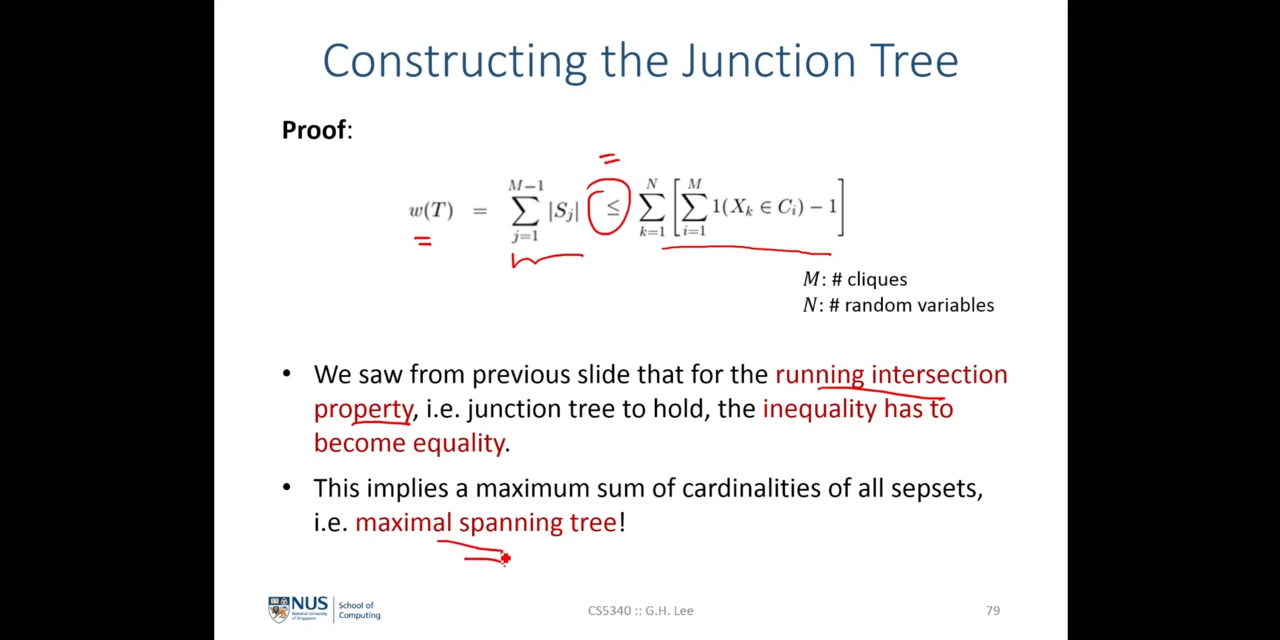 Constructing the Junction Tree
Proof:
=
w(T) = \sum_{j=1}^{M-1} |S_j| ≤ \sum_{k=1}^{N} [ \sum_{i=1}^{M} 1(X_k ∈ C_i) − 1 ]
=
M: # cliques
N: # random variables
• We saw from previous slide that for the running intersection
property, i.e. junction tree to hold, the inequality has to
become equality.
• This implies a maximum sum of cardinalities of all sepsets,
i.e. maximal spanning tree!
NUS
National University
of Singapore
School of
Computing
CS5340 :: G.H. Lee
79